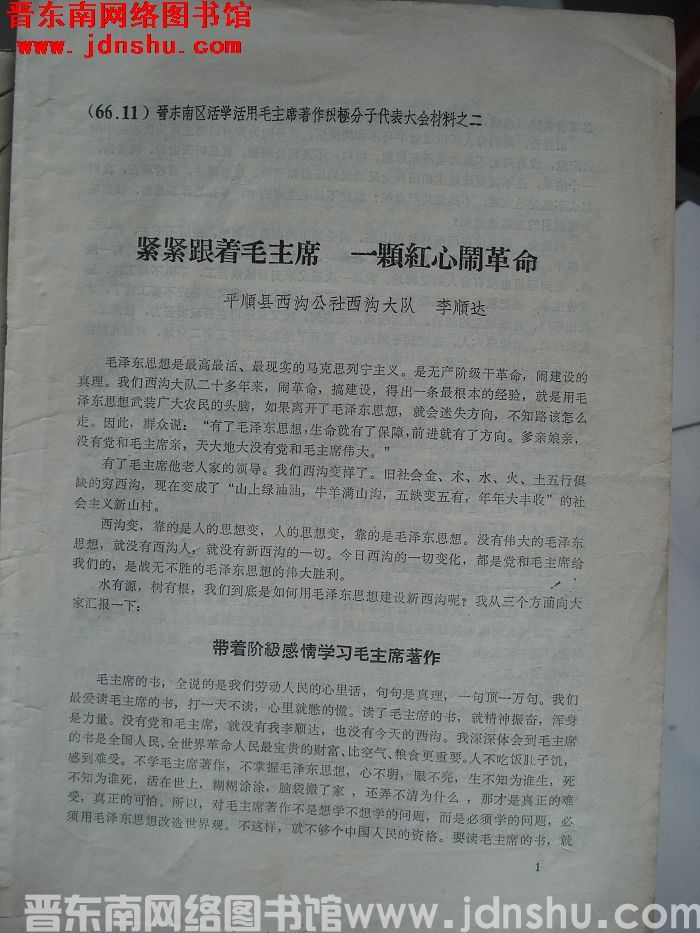 晋东南网络图书馆
www.jdnshu.com
(66.11)晉东南区活学活用毛主席著作积極分子代表大会材料之二
紧紧跟着毛主席 一顆紅心鬧革命
平順县西沟公社西沟大队 李順达
毛泽东思想是最高最活、最现实的马克思列宁主义。是无产阶级干革命,闹建设的
真理。我们西沟大队二十多年来,闹革命,搞建设,得出一条最根本的经验,就是用毛
泽东思想武装广大农民的头脑,如果离开了毛泽东思想,就会迷失方向,不知路该怎么
走。因此,群众说:“有了毛泽东思想,生命就有了保障,前进就有了方向。爹亲娘亲,
没有党和毛主席亲,天大地大没有党和毛主席伟大。”
有了毛主席他老人家的领导。我们西沟变样了。旧社会金、木、水、火、土五行俱
缺的穷西沟,现在变成了“山上绿油油,牛羊满山沟,五缺变五有,年年大丰收”的社
会主义新山村。
西沟变,靠的是人的思想变,人的思想变,靠的是毛泽东思想。没有伟大的毛泽东
思想,就没有西沟人,就没有新西沟的一切。今日西沟的一切变化,都是党和毛主席给
我们的,是战无不胜的毛泽东思想的伟大胜利。
水有源,树有根,我们到底是如何用毛泽东思想建设新西沟呢?我从三个方面向大
家汇报一下:
带着阶級感情学习毛主席著作
毛主席的书,全说的是我们劳动人民的心里话,句句是真理,一句顶一万句。我们
最爱读毛主席的书,打一天不读,心里就憋的慌。读了毛主席的书,就精神振奋,浑身
是力量。没有党和毛主席,就没有我李顺达,也没有今天的西沟。我深深体会到毛主席
的书是全国人民、全世界革命人民最宝贵的财富、比空气、粮食更重要。人不吃饭肚子饥,
感到难受。不学毛主席著作,不掌握毛泽东思想,心不明,眼不亮,生不知为谁生,死
不知为谁死,活在世上,糊糊涂涂,脑袋搬了家,还弄不清为什么,那才是真正的难
受,真正的可怕。所以,对毛主席著作不是想学不想学的问题,而是必须学的问题,必
须用毛泽东思想改造世界观。不这样,就不够个中国人民的资格。要读毛主席的书,就
1
晋东南网络图书馆www.jdnshu.com